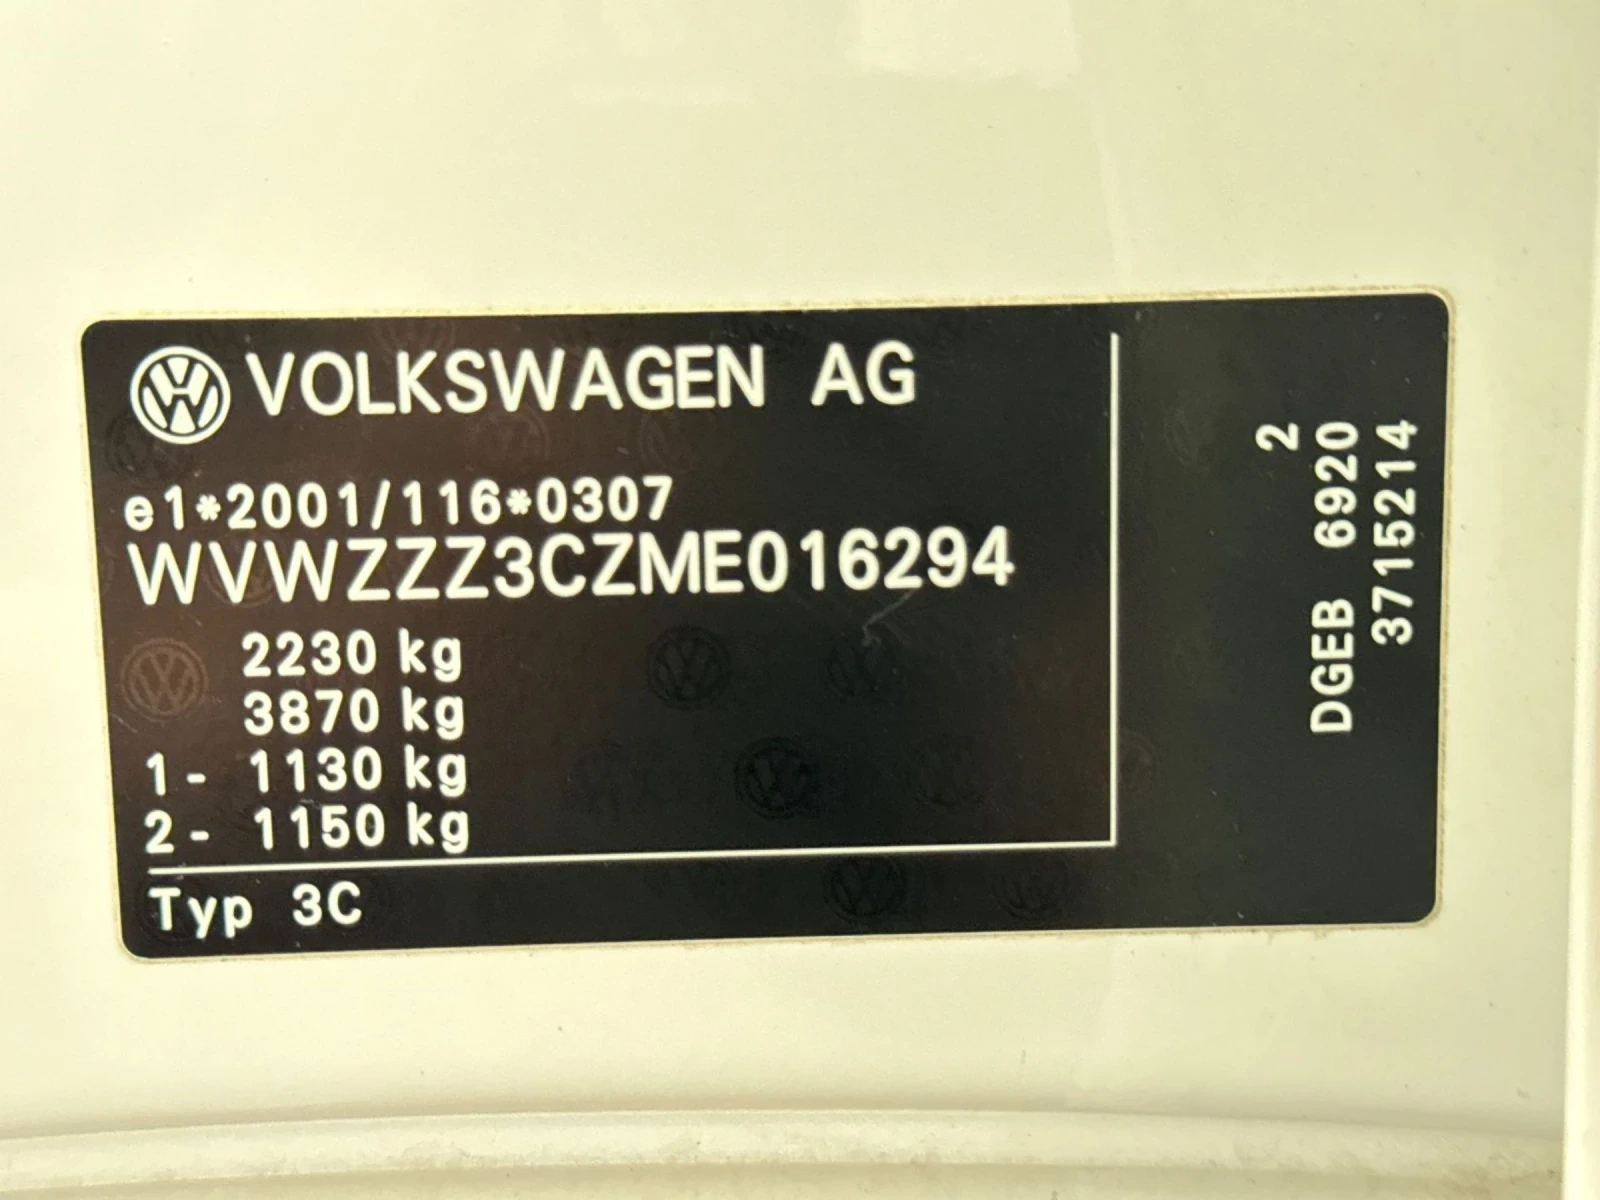 VOLKSWAGEN AG
e1*2001/116*0307
WVWZZZ3CZME016294
2230 kg
3870 kg
1- 1130 kg
2- 1150 kg
Typ 3C
2
DGEB 6920
3715214